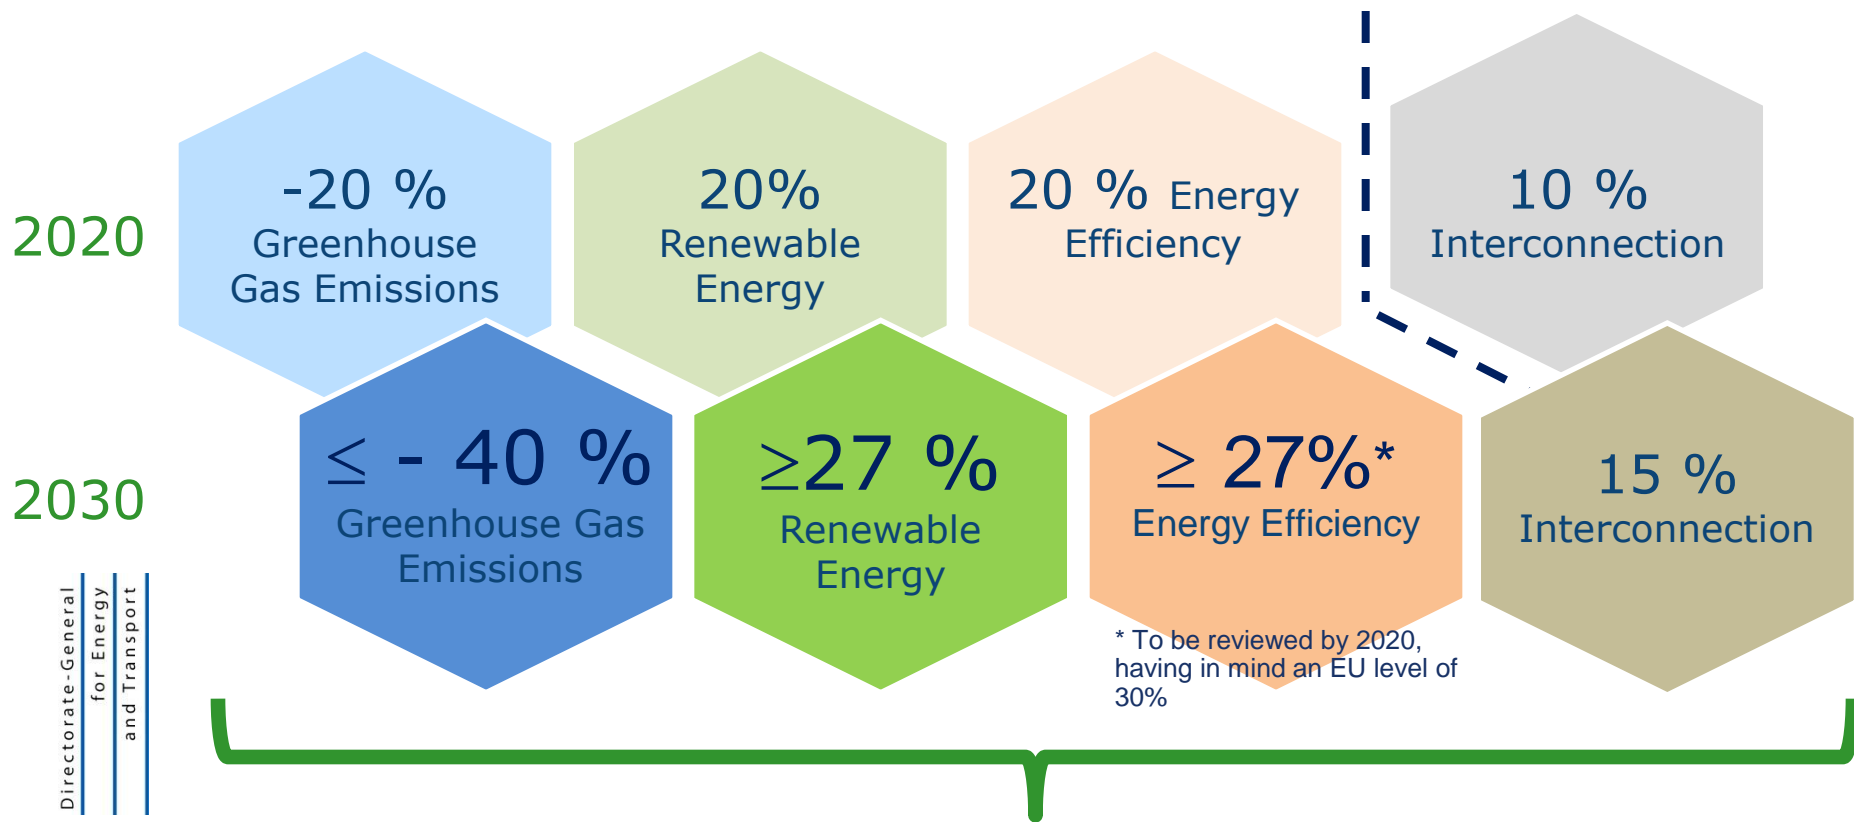 2020
-20 %
Greenhouse
Gas Emissions
20%
Renewable
Energy
20 % Energy
Efficiency
10 %
Interconnection
2030
≤ - 40 %
Greenhouse Gas
Emissions
≥27 %
Renewable
Energy
≥ 27%*
Energy Efficiency
* To be reviewed by 2020,
having in mind an EU level of
30%
15 %
Interconnection
Directorate-General
for Energy
and Transport